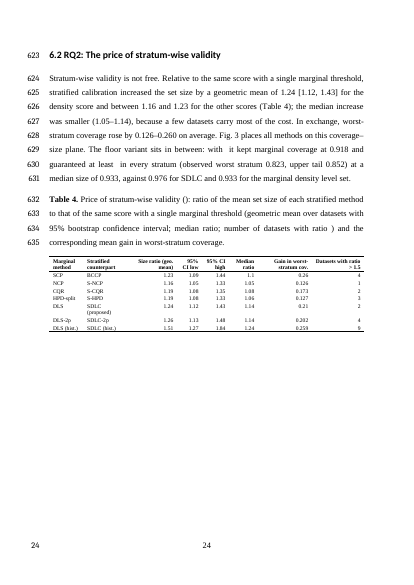 623 6.2 RQ2: The price of stratum-wise validity
624 Stratum-wise validity is not free. Relative to the same score with a single marginal threshold,
625 stratified calibration increased the set size by a geometric mean of 1.24 [1.12, 1.43] for the
626 density score and between 1.16 and 1.23 for the other scores (Table 4); the median increase
627 was smaller (1.05–1.14), because a few datasets carry most of the cost. In exchange, worst-
628 stratum coverage rose by 0.126–0.260 on average. Fig. 3 places all methods on this coverage–
629 size plane. The floor variant sits in between: with it kept marginal coverage at 0.918 and
630 guaranteed at least in every stratum (observed worst stratum 0.823, upper tail 0.852) at a
631 median size of 0.933, against 0.976 for SDLC and 0.933 for the marginal density level set.
632 Table 4. Price of stratum-wise validity (): ratio of the mean set size of each stratified method
633 to that of the same score with a single marginal threshold (geometric mean over datasets with
634 95% bootstrap confidence interval; median ratio; number of datasets with ratio ) and the
635 corresponding mean gain in worst-stratum coverage.
Marginal method Stratified counterpart Size ratio (geo. mean) 95% CI low 95% CI high Median ratio Gain in worst-stratum cov. Datasets with ratio > 1.5
SCP BCCP 1.23 1.09 1.44 1.1 0.26 4
NCP S-NCP 1.16 1.05 1.33 1.05 0.126 1
CQR S-CQR 1.19 1.08 1.35 1.08 0.173 2
HPD-split S-HPD 1.19 1.08 1.33 1.06 0.127 3
DLS SDLC (proposed) 1.24 1.12 1.43 1.14 0.21 2
DLS-2p SDLC-2p 1.26 1.13 1.48 1.14 0.202 4
DLS (hist.) SDLC (hist.) 1.51 1.27 1.84 1.24 0.259 9
24 24